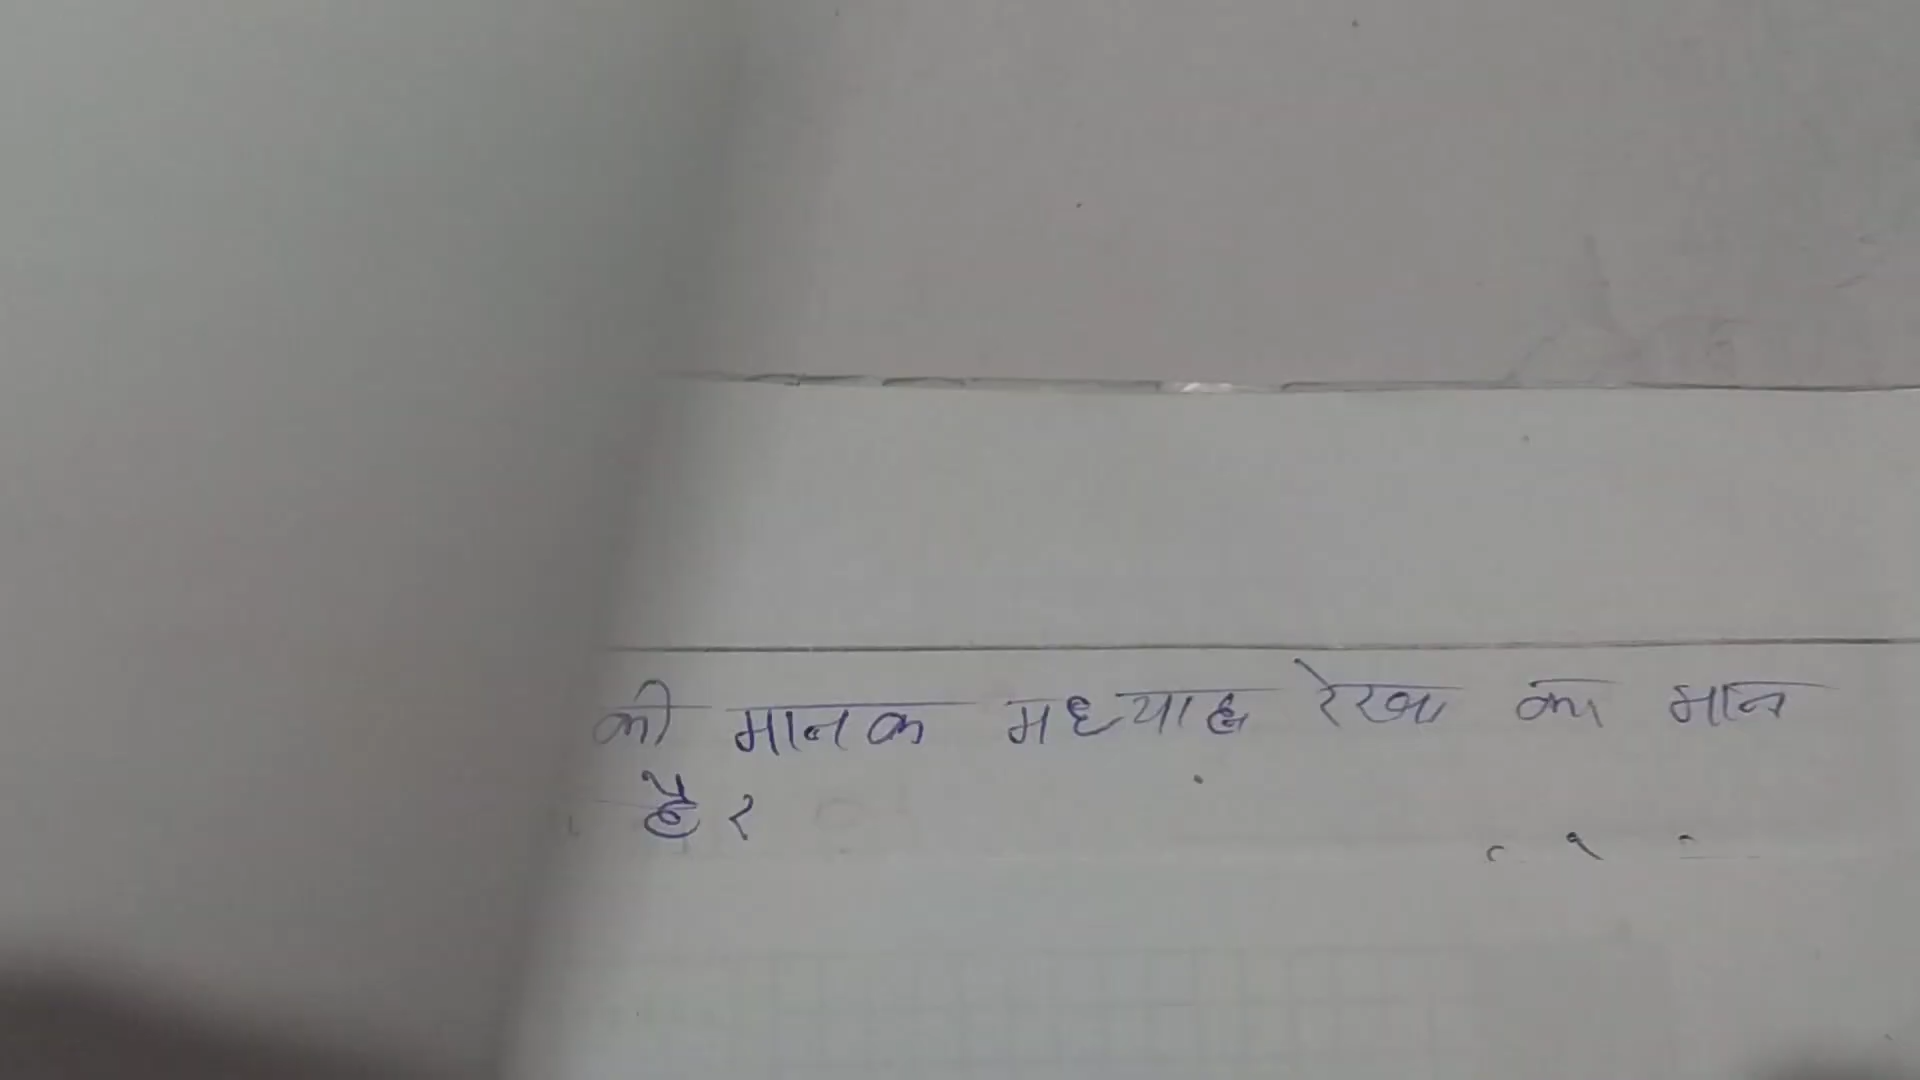 की मानक मध्याह्न रेखा का मान
है ?